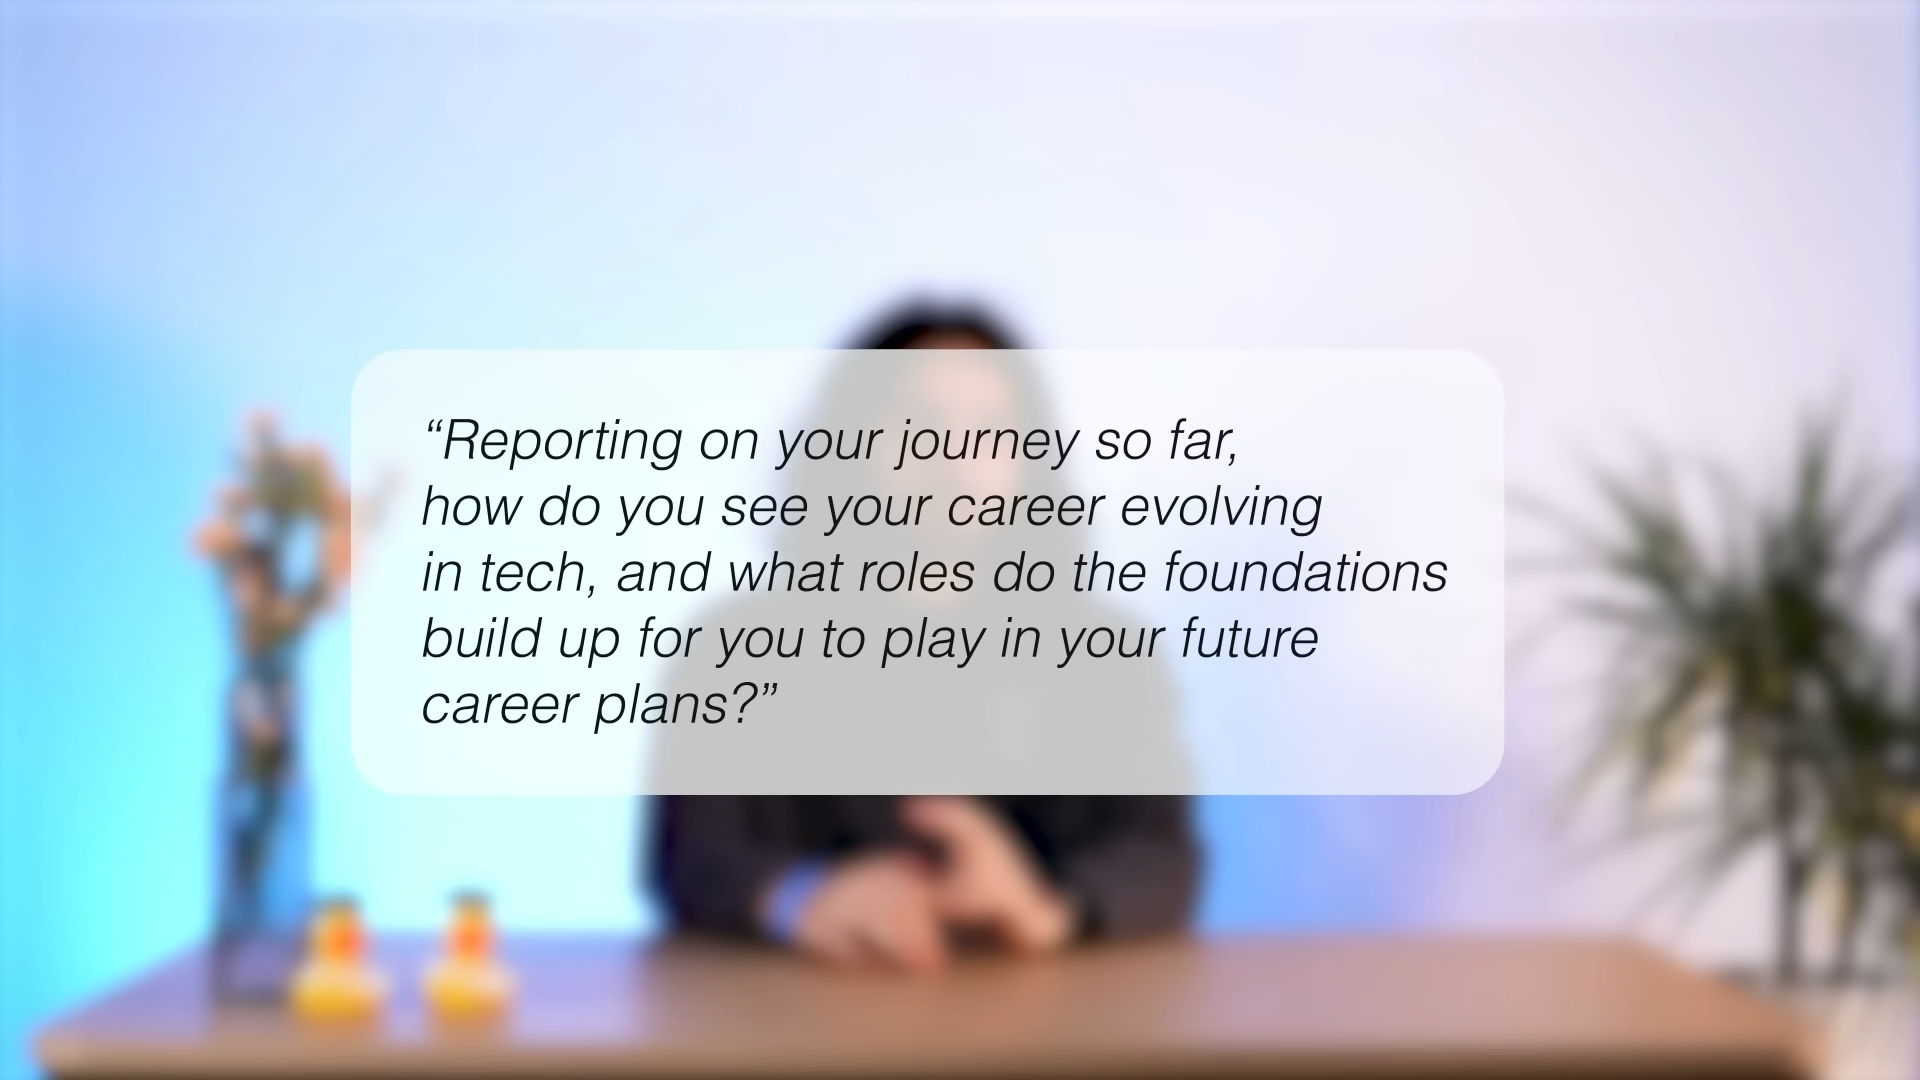 “Reporting on your journey so far,
how do you see your career evolving
in tech, and what roles do the foundations
build up for you to play in your future
career plans?”